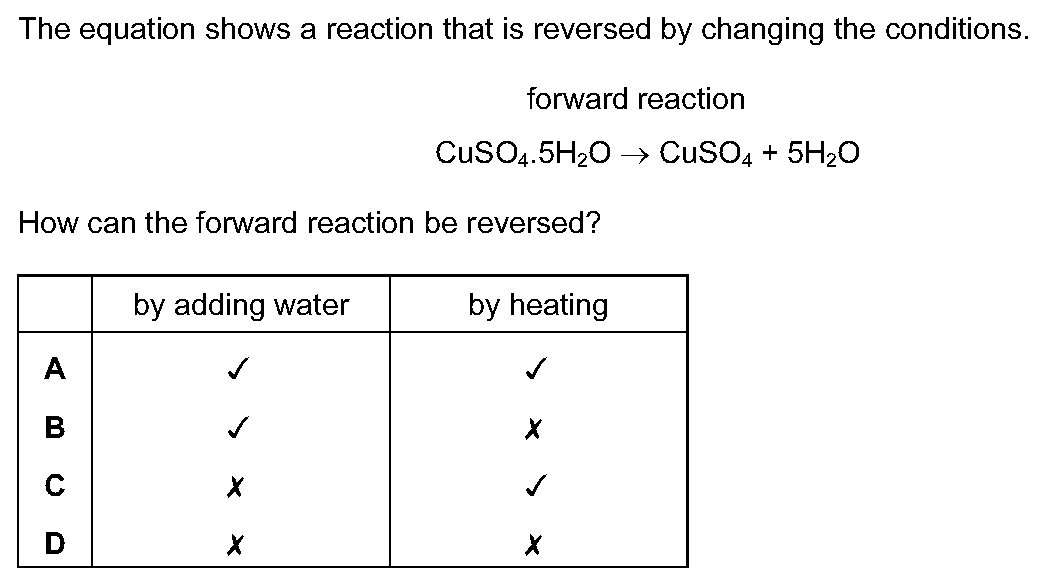 The equation shows a reaction that is reversed by changing the conditions.
forward reaction
CuSO₄.5H₂O → CuSO₄ + 5H₂O
How can the forward reaction be reversed?
by adding water by heating
A ✓ ✓
B ✓ ✗
C ✗ ✓
D ✗ ✗